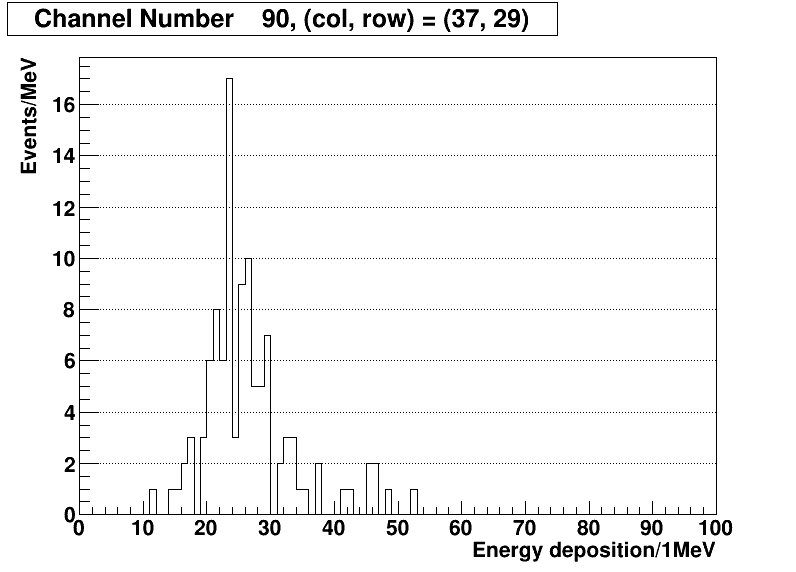 Channel Number 90, (col, row) = (37, 29)
Events/MeV
16
14
12
10
8
6
4
2
0
0 10 20 30 40 50 60 70 80 90 100
Energy deposition/1MeV